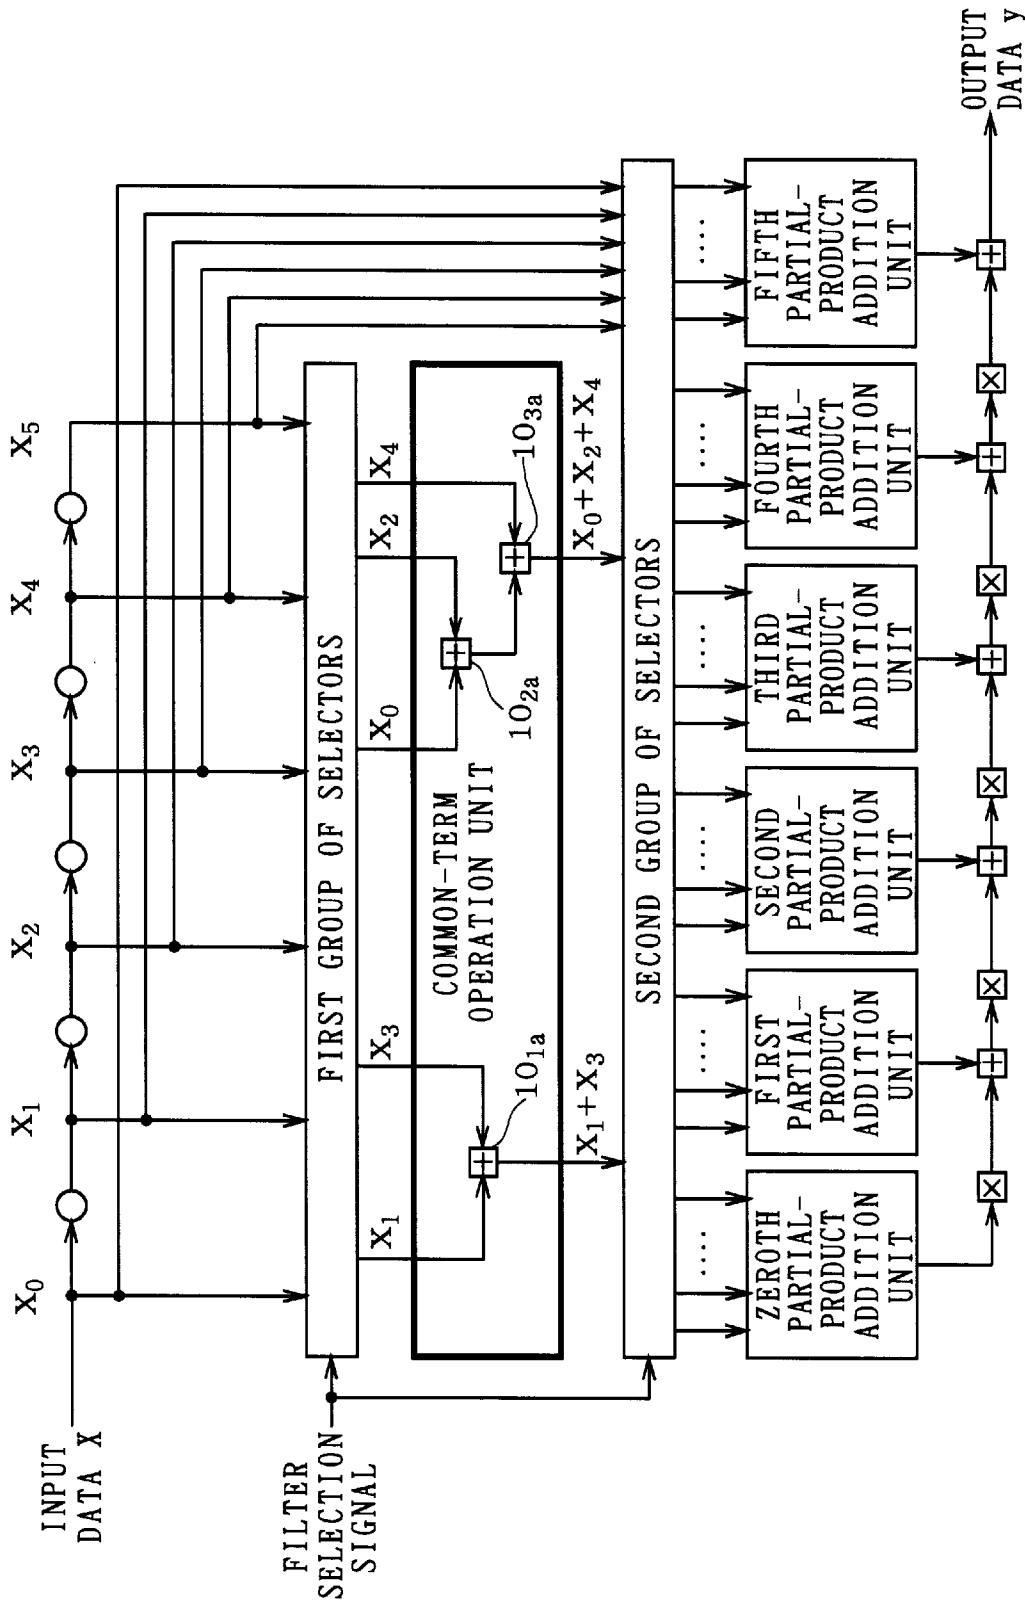 INPUT
DATA X
X0
X1
X2
X3
X4
X5
FILTER
SELECTION
SIGNAL
FIRST GROUP OF SELECTORS
X1
X3
X0
X2
X4
COMMON-TERM
OPERATION UNIT
101a
102a
103a
X1+X3
X0+X2+X4
SECOND GROUP OF SELECTORS
ZEROTH
PARTIAL-
PRODUCT
ADDITION
UNIT
FIRST
PARTIAL-
PRODUCT
ADDITION
UNIT
SECOND
PARTIAL-
PRODUCT
ADDITION
UNIT
THIRD
PARTIAL-
PRODUCT
ADDITION
UNIT
FOURTH
PARTIAL-
PRODUCT
ADDITION
UNIT
FIFTH
PARTIAL-
PRODUCT
ADDITION
UNIT
OUTPUT
DATA y